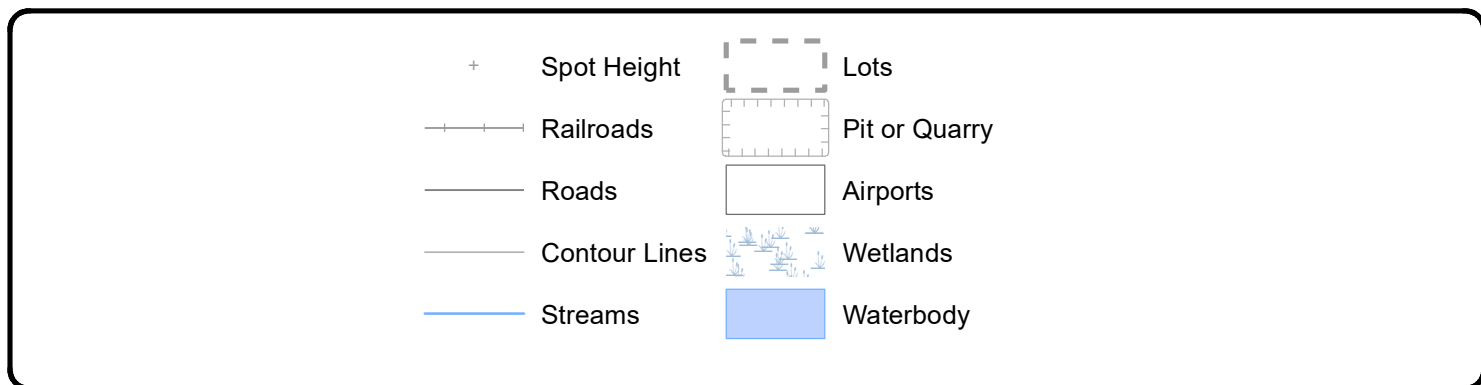 Spot Height
Railroads
Roads
Contour Lines
Streams
Lots
Pit or Quarry
Airports
Wetlands
Waterbody